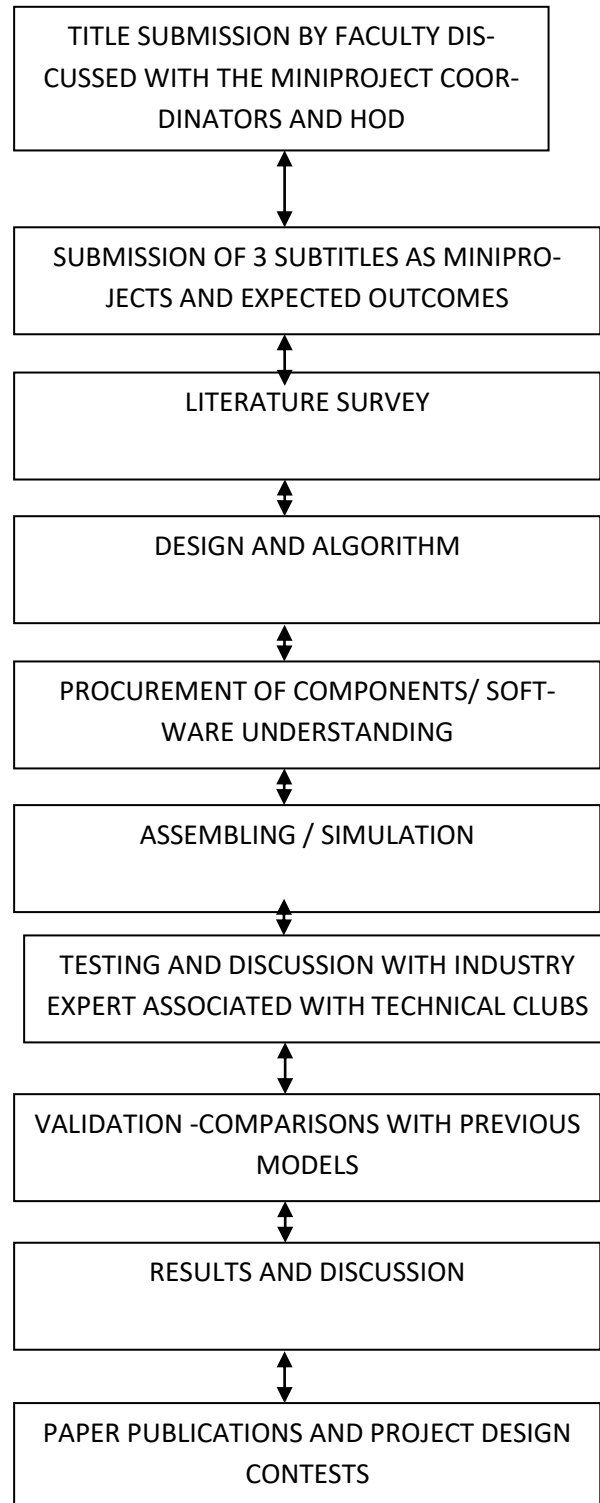 TITLE SUBMISSION BY FACULTY DIS-
CUSSED WITH THE MINIPROJECT COOR-
DINATORS AND HOD
SUBMISSION OF 3 SUBTITLES AS MINIPRO-
JECTS AND EXPECTED OUTCOMES
LITERATURE SURVEY
DESIGN AND ALGORITHM
PROCUREMENT OF COMPONENTS/ SOFT-
WARE UNDERSTANDING
ASSEMBLING / SIMULATION
TESTING AND DISCUSSION WITH INDUSTRY
EXPERT ASSOCIATED WITH TECHNICAL CLUBS
VALIDATION -COMPARISONS WITH PREVIOUS
MODELS
RESULTS AND DISCUSSION
PAPER PUBLICATIONS AND PROJECT DESIGN
CONTESTS